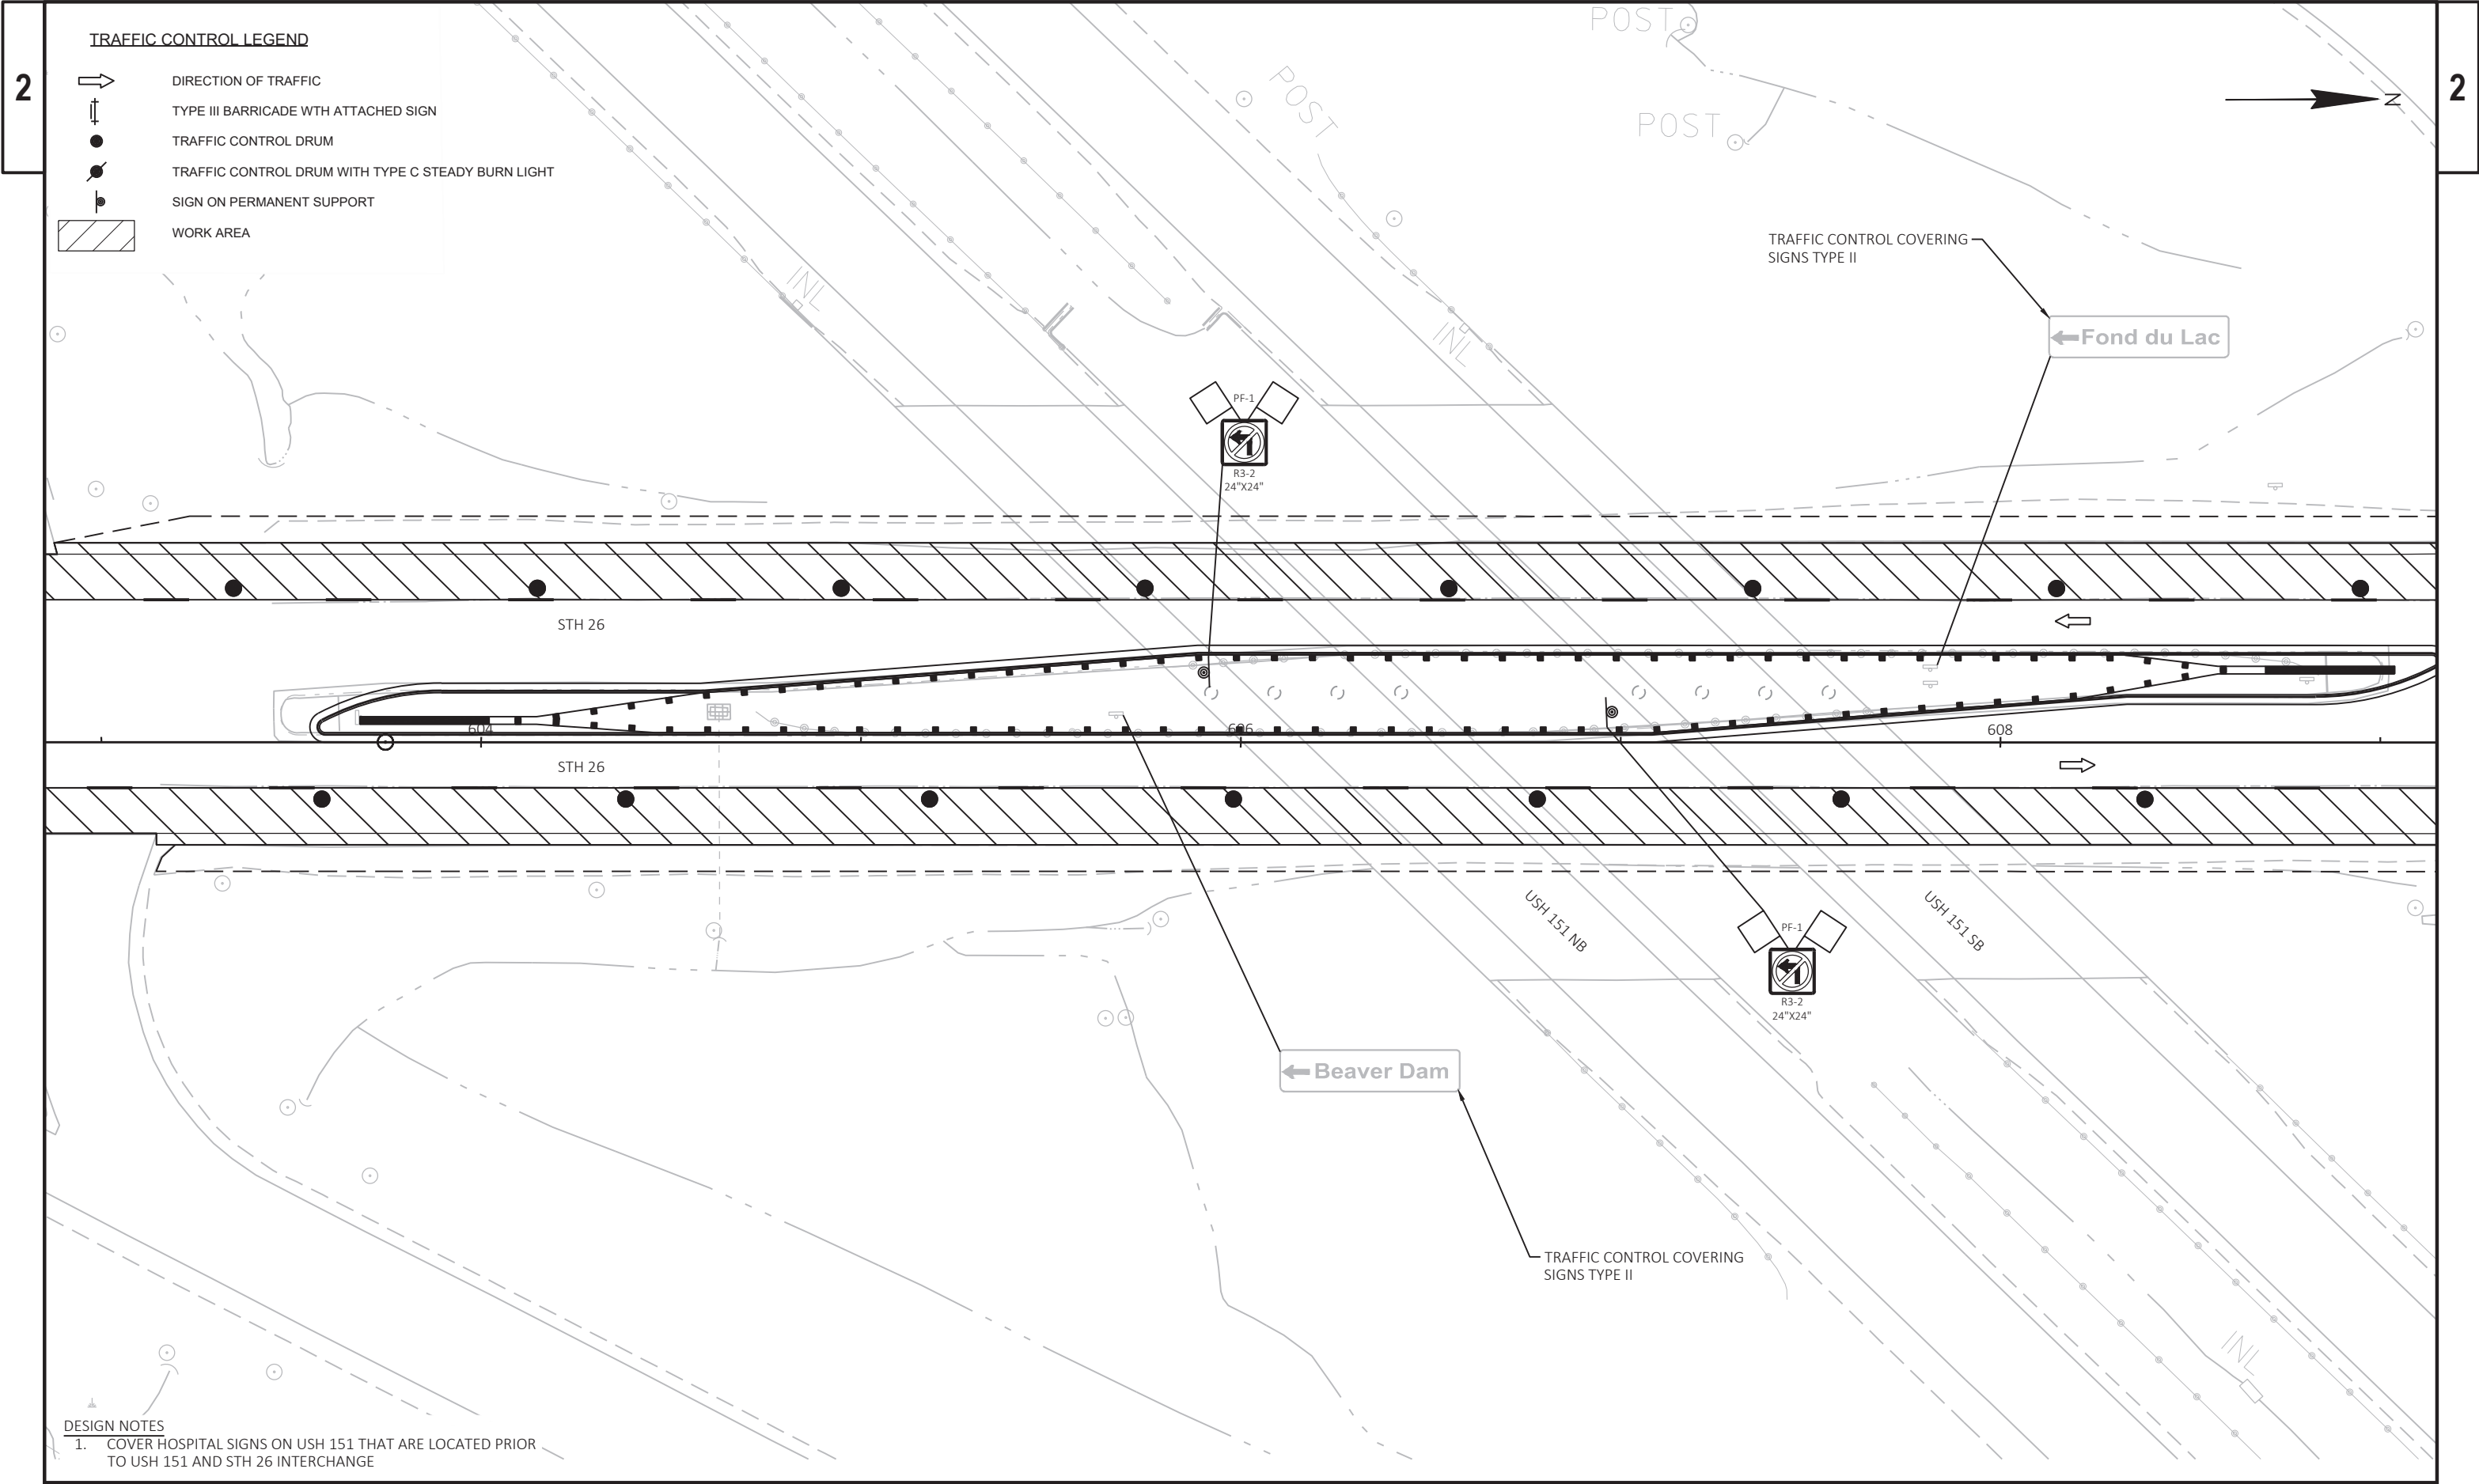 2
TRAFFIC CONTROL LEGEND
DIRECTION OF TRAFFIC
TYPE III BARRICADE WTH ATTACHED SIGN
TRAFFIC CONTROL DRUM
TRAFFIC CONTROL DRUM WITH TYPE C STEADY BURN LIGHT
SIGN ON PERMANENT SUPPORT
WORK AREA
POST
POST
POST
N
2
INL
INL
TRAFFIC CONTROL COVERING
SIGNS TYPE II
Fond du Lac
PF-1
R3-2
24"X24"
STH 26
604
606
608
STH 26
USH 151 NB
USH 151 SB
PF-1
R3-2
24"X24"
Beaver Dam
TRAFFIC CONTROL COVERING
SIGNS TYPE II
INL
DESIGN NOTES
1. COVER HOSPITAL SIGNS ON USH 151 THAT ARE LOCATED PRIOR
TO USH 151 AND STH 26 INTERCHANGE